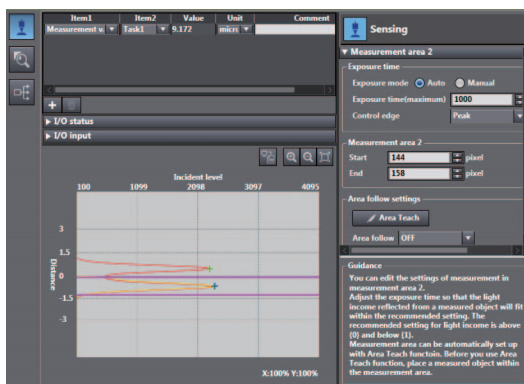 Item1 Item2 Value Unit Comment
Measurement v. Task1 9.172 micr
I/O status
I/O input
Incident level
100 1099 2098 3097 4095
3
1.5
0
-1.5
-3
Distance
X:100% Y:100%
Sensing
Measurement area 2
Exposure time
Exposure mode Auto Manual
Exposure time(maximum) 1000
Control edge Peak
Measurement area 2
Start 144 pixel
End 158 pixel
Area follow settings
Area Teach
Area follow OFF
Guidance
You can edit the settings of measurement in
measurement area 2.
Adjust the exposure time so that the light
income reflected from a measured object will fit
within the recommended setting. The
recommended setting for light income is above
{0} and below {1}.
Measurement area can be automatically set up
with Area Teach functoin. Before you use Area
Teach function, place a measured object within
the measurement area.